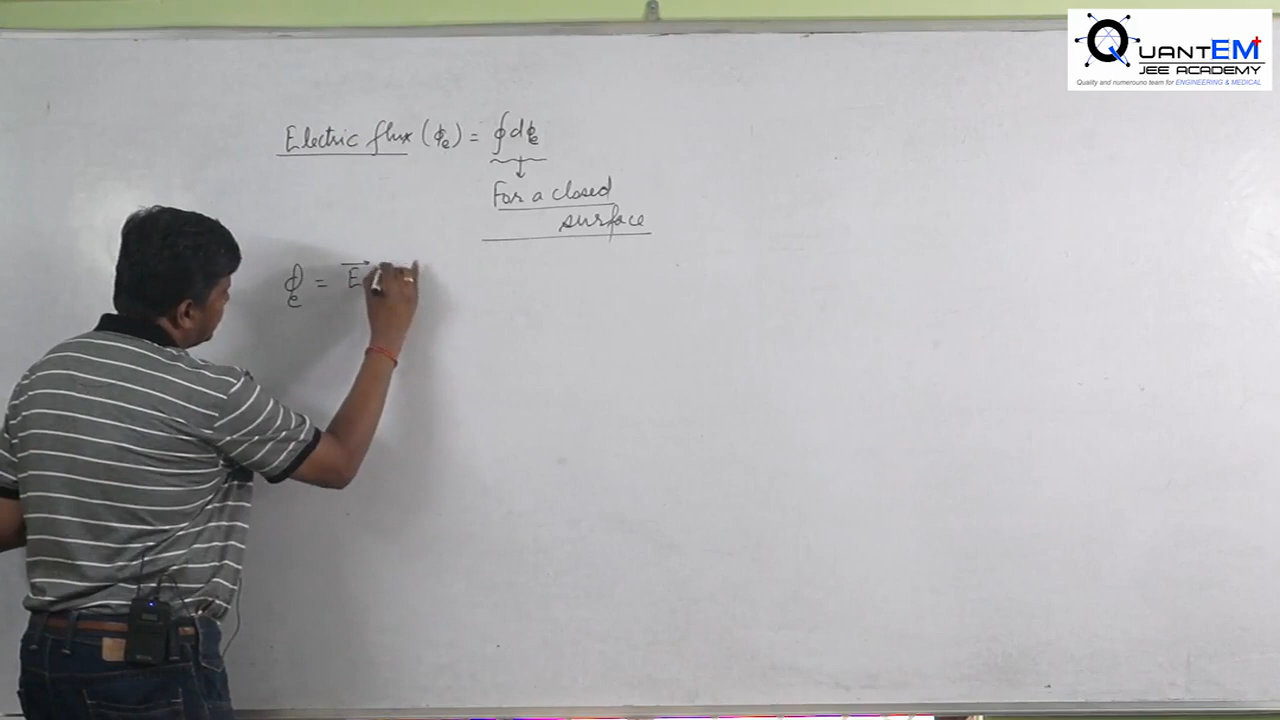 QUANTEM+
JEE ACADEMY
Quality and numerouno team for ENGINEERING & MEDICAL
Electric flux (ϕₑ) = ∮dϕₑ
↓
For a closed
surface
ϕₑ = E⃗